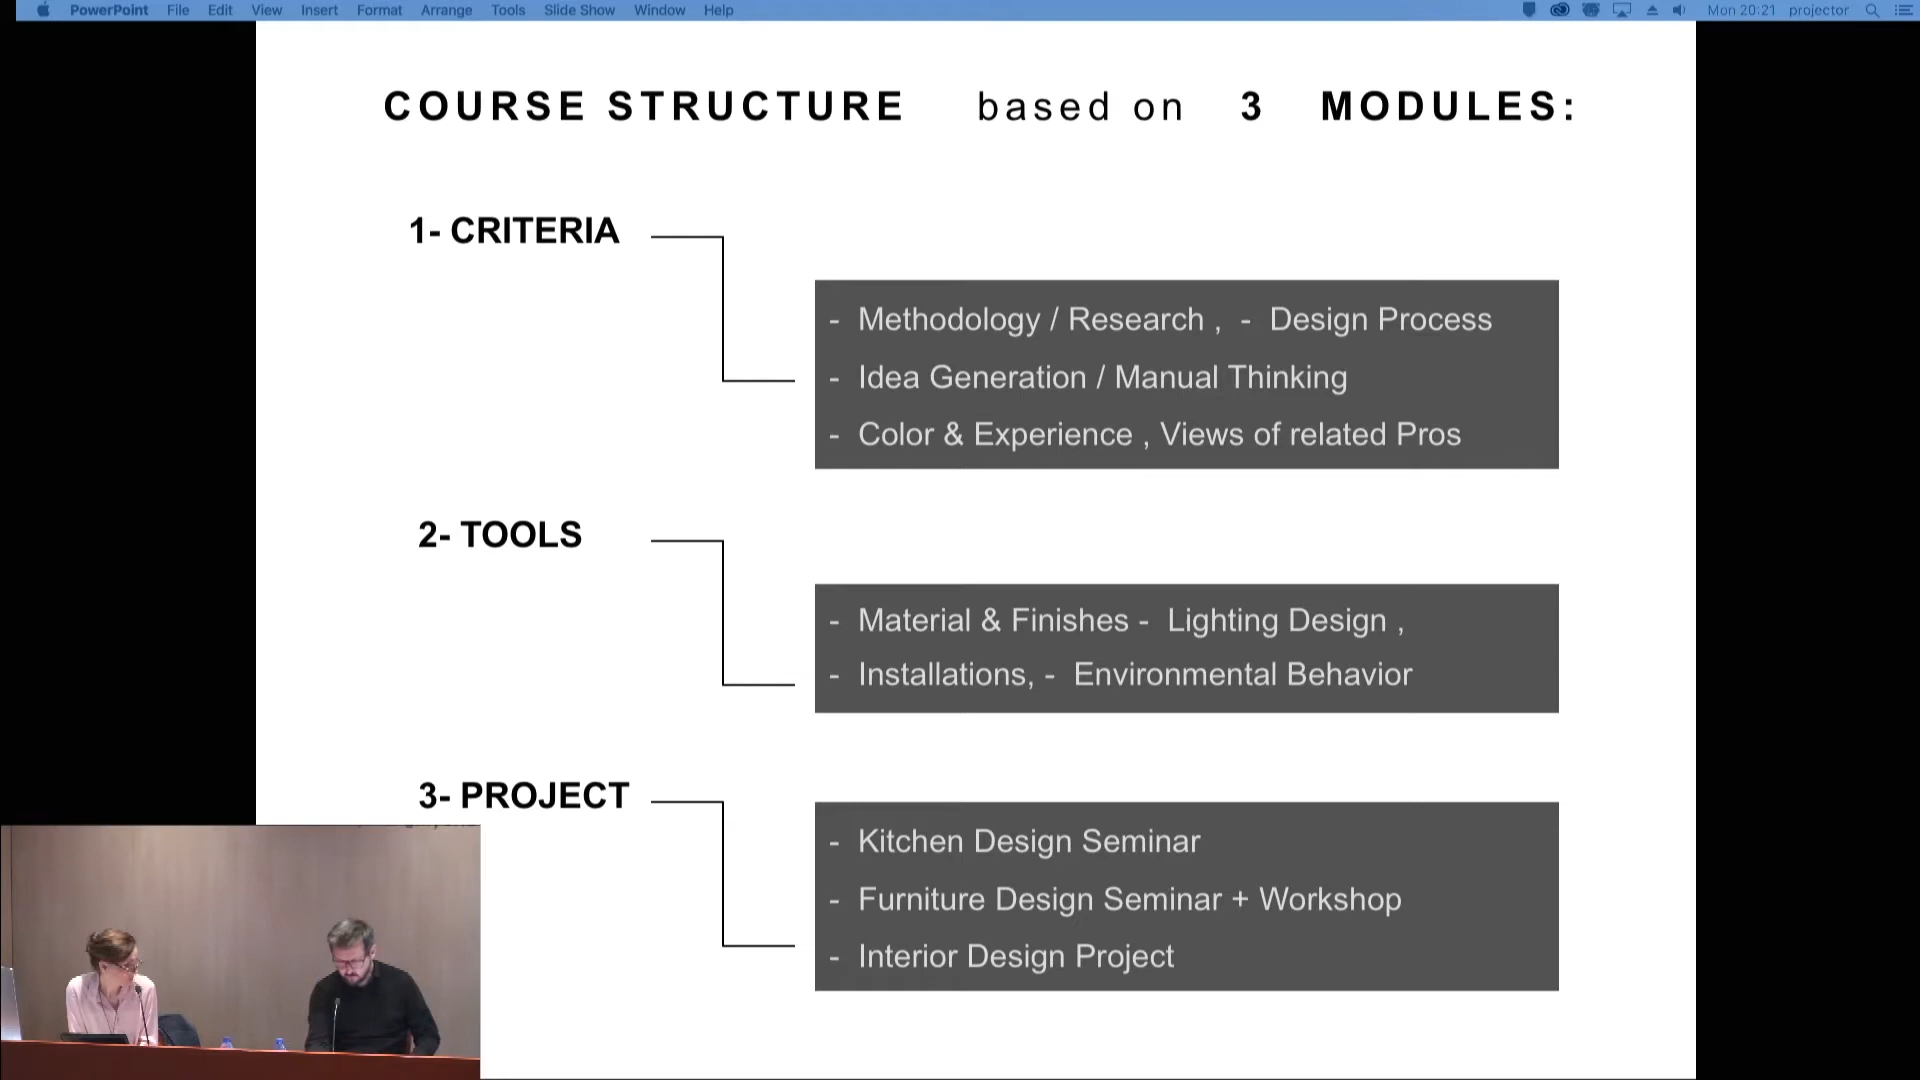 PowerPoint File Edit View Insert Format Arrange Tools Slide Show Window Help Mon 20:21 projector
COURSE STRUCTURE based on 3 MODULES:
1- CRITERIA
- Methodology / Research , - Design Process
- Idea Generation / Manual Thinking
- Color & Experience , Views of related Pros
2- TOOLS
- Material & Finishes - Lighting Design ,
- Installations, - Environmental Behavior
3- PROJECT
- Kitchen Design Seminar
- Furniture Design Seminar + Workshop
- Interior Design Project